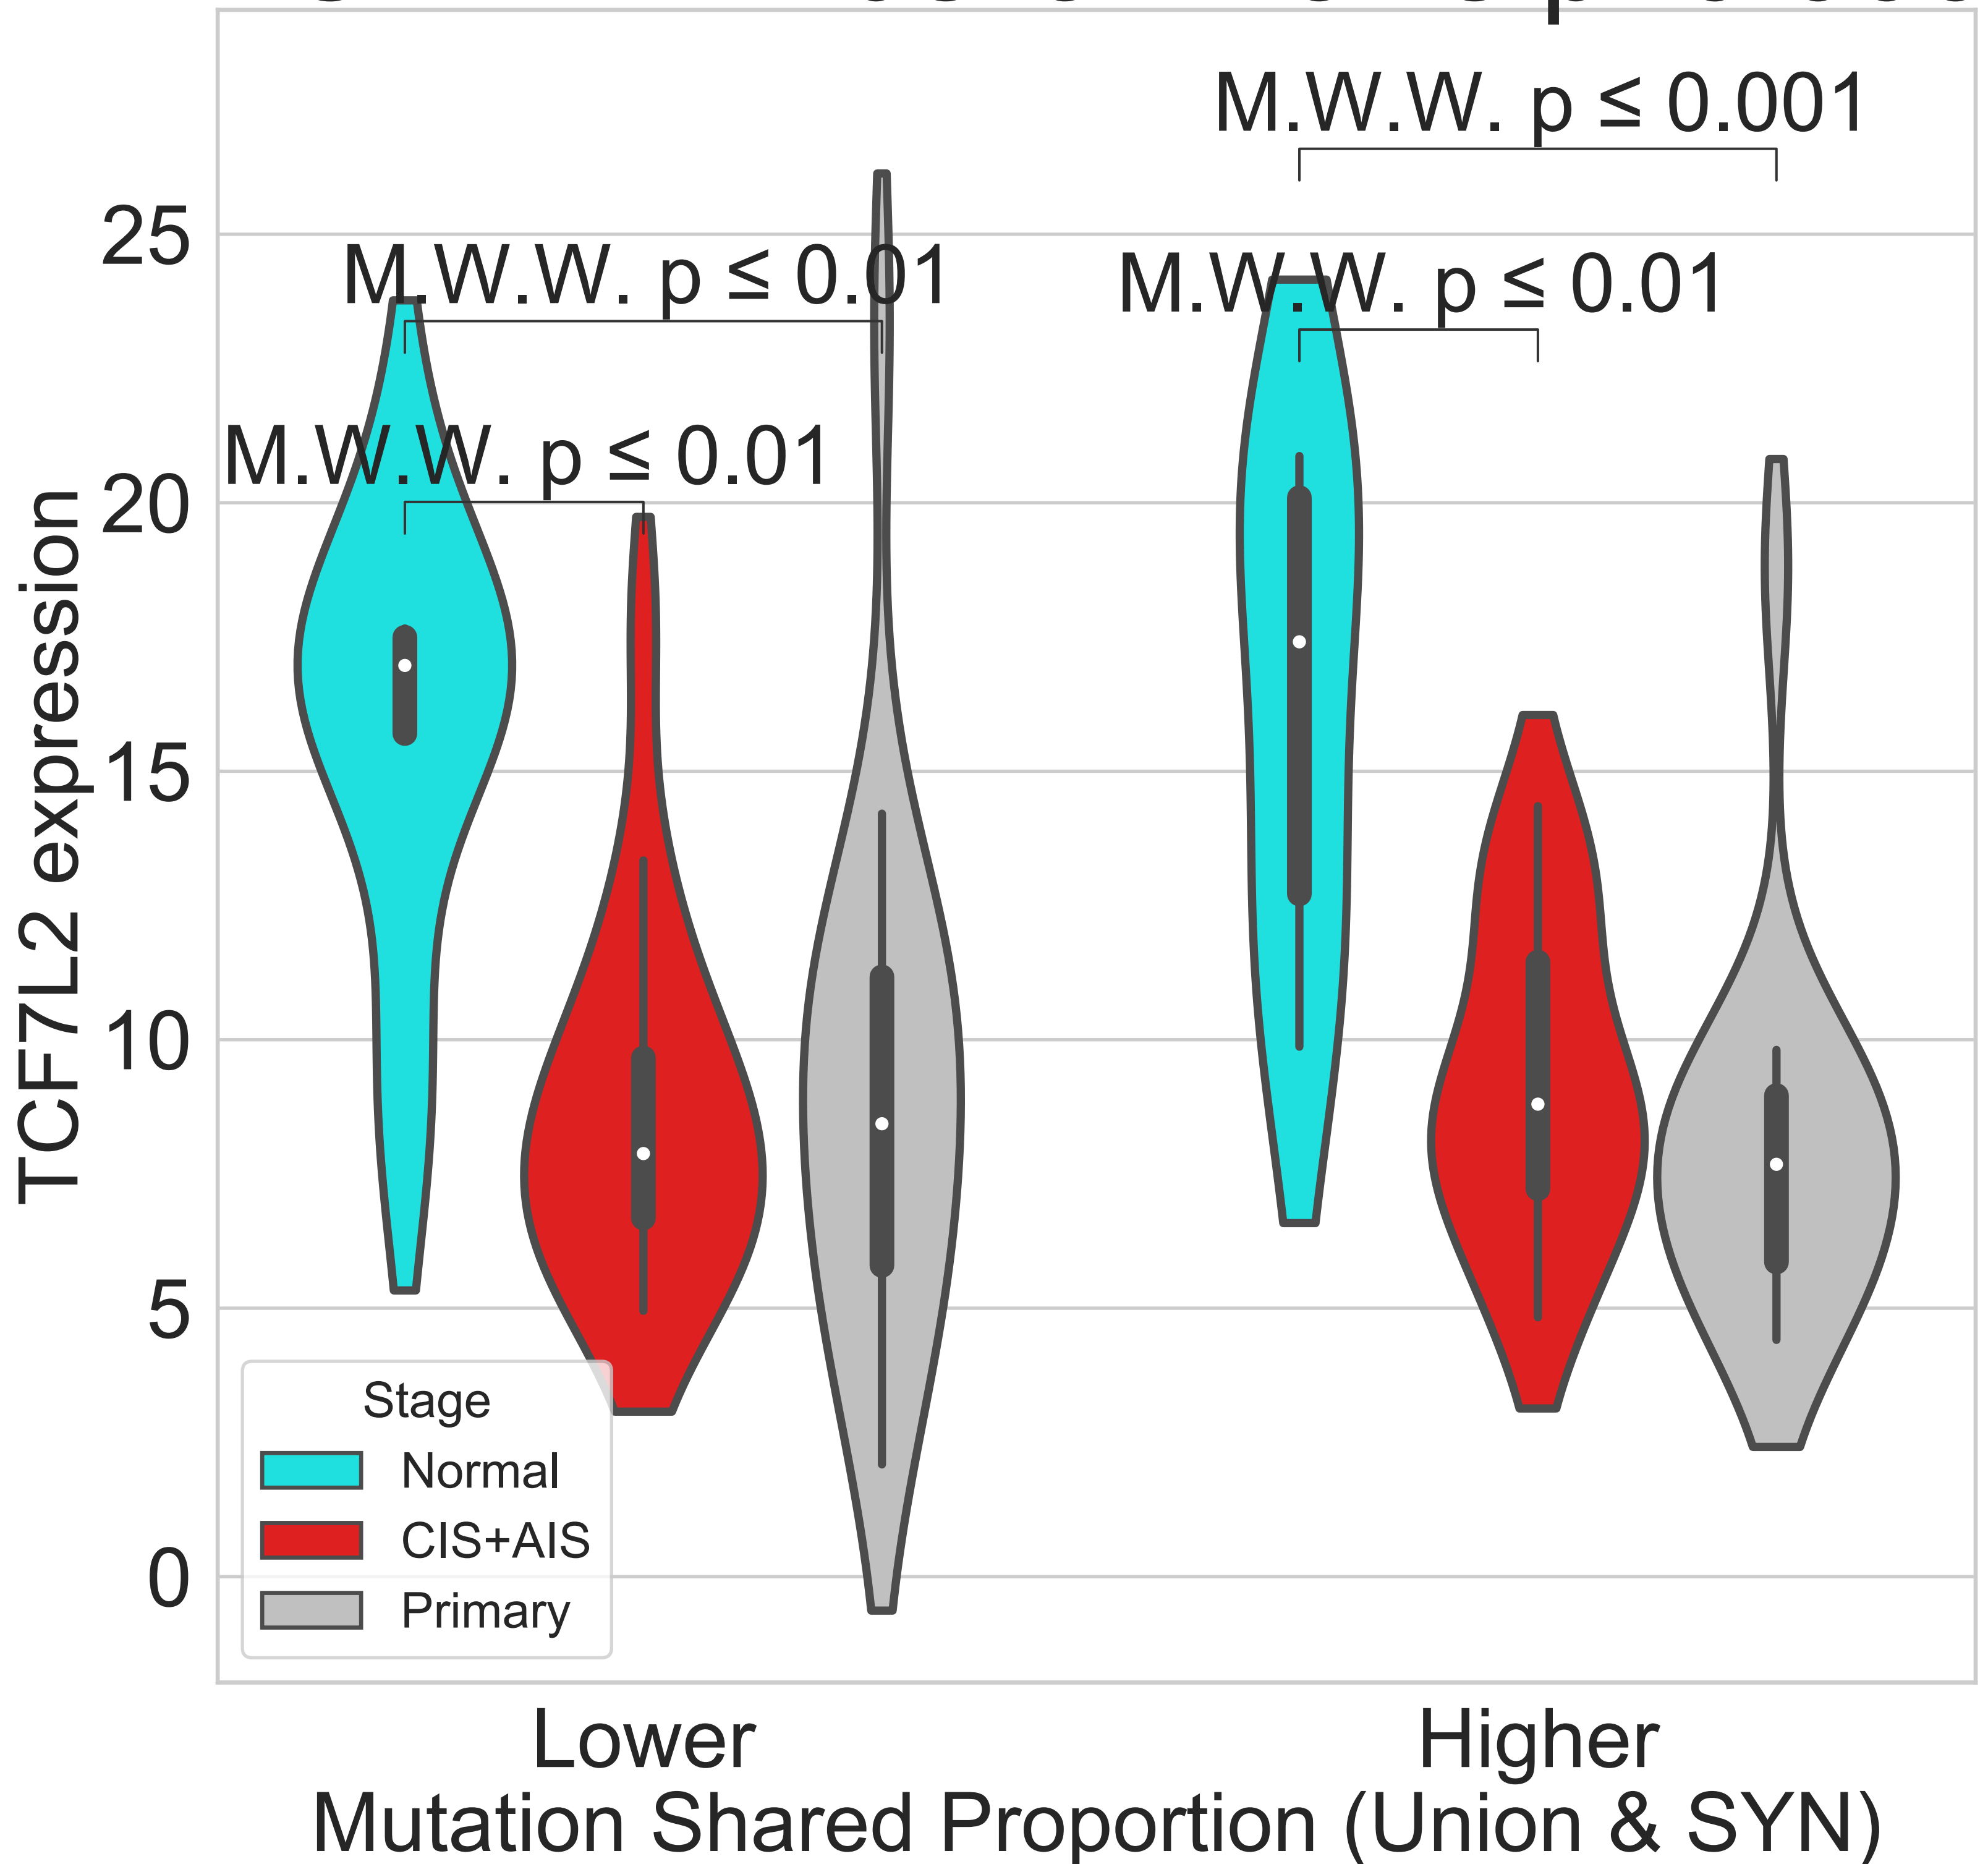 M.W.W. p ≤ 0.001
M.W.W. p ≤ 0.01
M.W.W. p ≤ 0.01
M.W.W. p ≤ 0.01
25
20
15
10
5
0
TCF7L2 expression
Stage
Normal
CIS+AIS
Primary
Lower
Higher
Mutation Shared Proportion (Union & SYN)